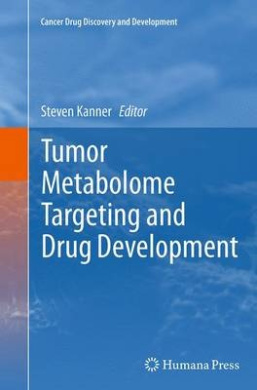 Cancer Drug Discovery and Development
Steven Kanner Editor
Tumor
Metabolome
Targeting and
Drug Development
Humana Press